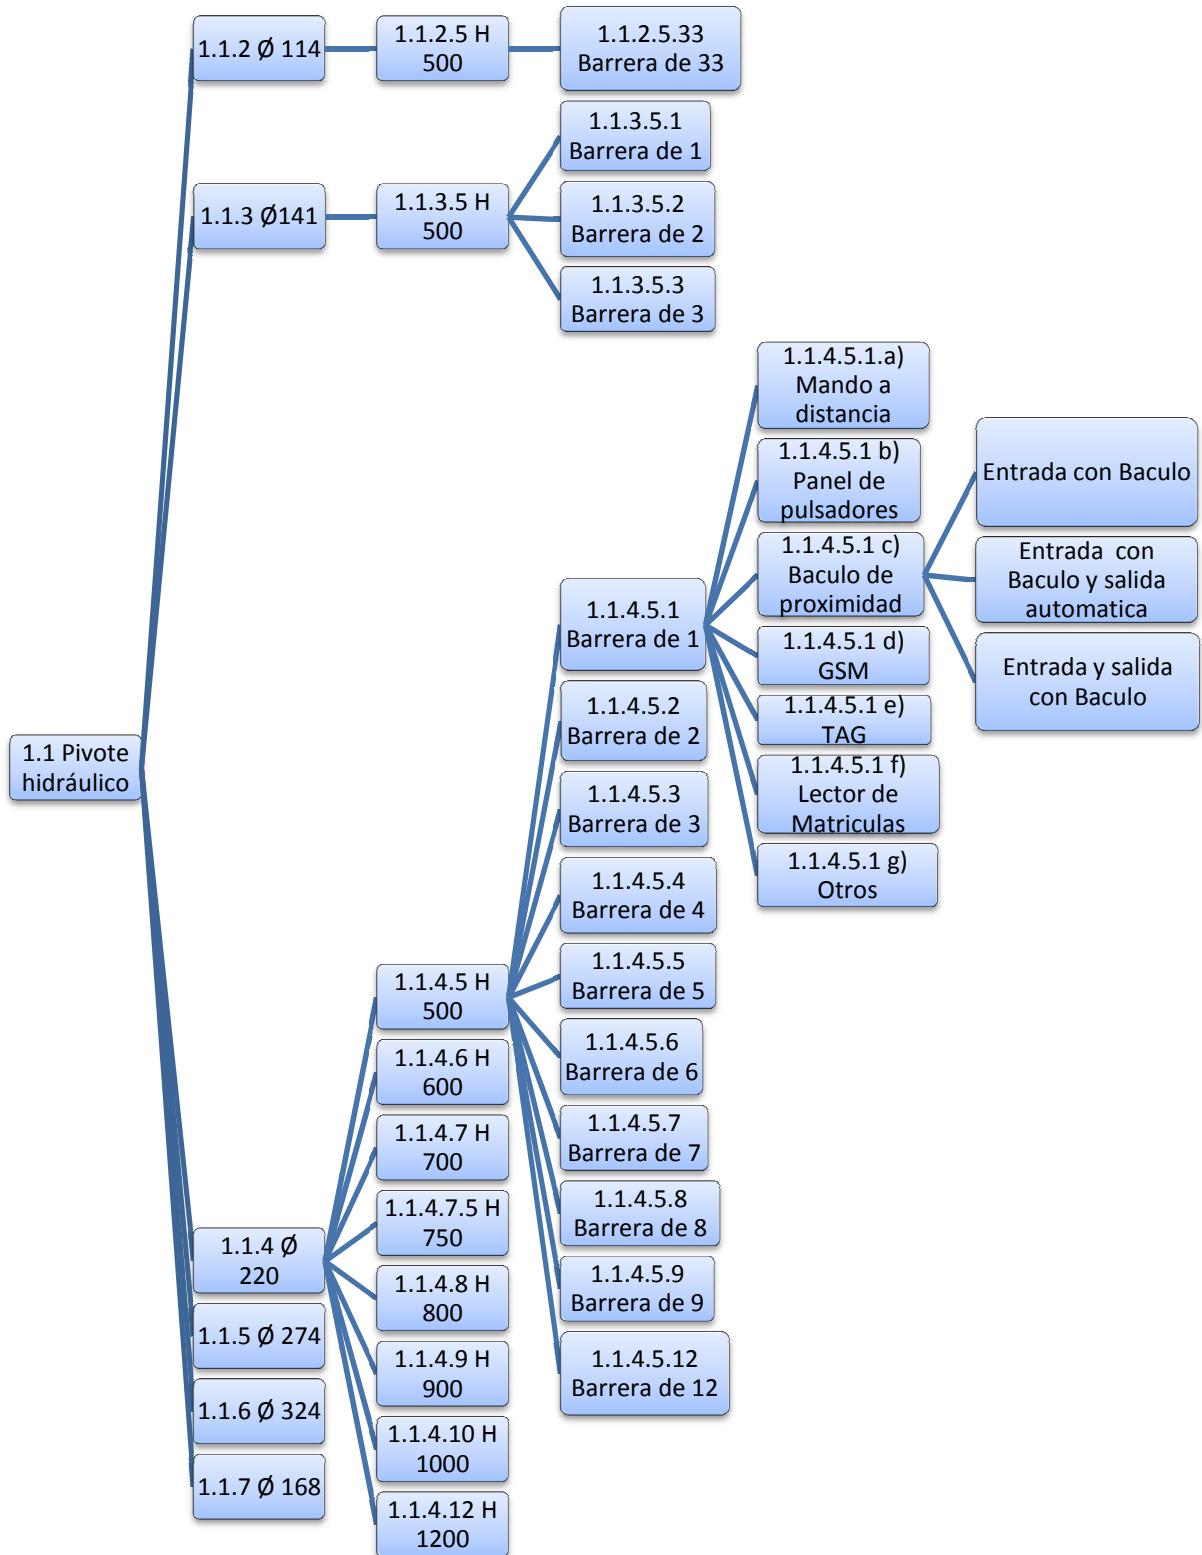 1.1 Pivote
hidráulico
1.1.2 Ø 114
1.1.2.5 H
500
1.1.2.5.33
Barrera de 33
1.1.3 Ø141
1.1.3.5 H
500
1.1.3.5.1
Barrera de 1
1.1.3.5.2
Barrera de 2
1.1.3.5.3
Barrera de 3
1.1.4 Ø
220
1.1.4.5 H
500
1.1.4.5.1
Barrera de 1
1.1.4.5.1.a)
Mando a
distancia
1.1.4.5.1 b)
Panel de
pulsadores
1.1.4.5.1 c)
Baculo de
proximidad
Entrada con Baculo
Entrada  con
Baculo y salida
automatica
Entrada y salida
con Baculo
1.1.4.5.1 d)
GSM
1.1.4.5.1 e)
TAG
1.1.4.5.1 f)
Lector de
Matriculas
1.1.4.5.1 g)
Otros
1.1.4.5.2
Barrera de 2
1.1.4.5.3
Barrera de 3
1.1.4.5.4
Barrera de 4
1.1.4.5.5
Barrera de 5
1.1.4.5.6
Barrera de 6
1.1.4.5.7
Barrera de 7
1.1.4.5.8
Barrera de 8
1.1.4.5.9
Barrera de 9
1.1.4.5.12
Barrera de 12
1.1.4.6 H
600
1.1.4.7 H
700
1.1.4.7.5 H
750
1.1.4.8 H
800
1.1.4.9 H
900
1.1.4.10 H
1000
1.1.4.12 H
1200
1.1.5 Ø 274
1.1.6 Ø 324
1.1.7 Ø 168